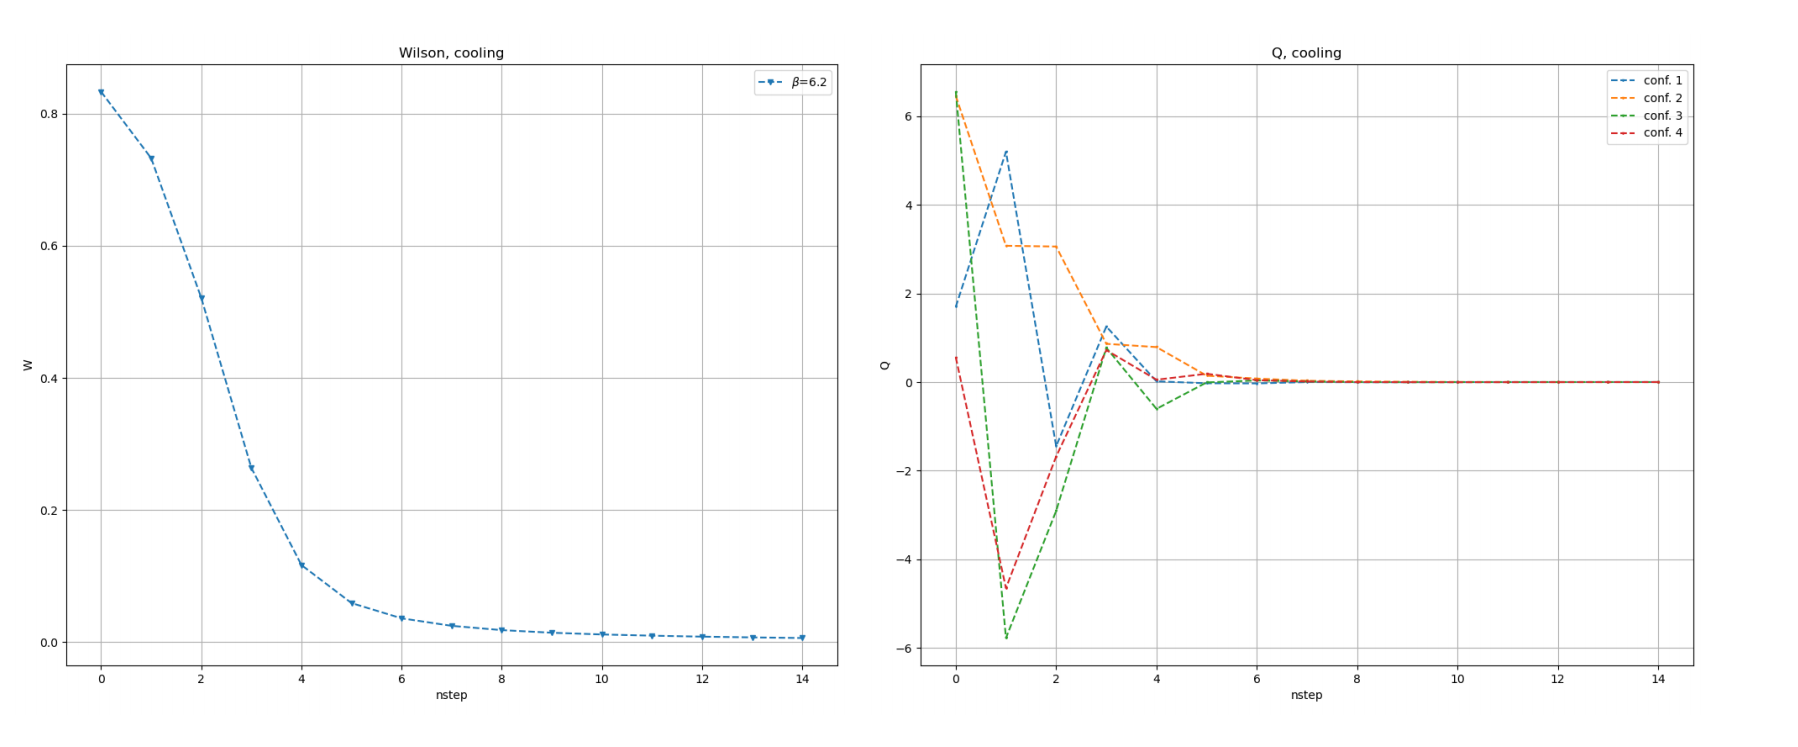 Wilson, cooling
β=6.2
W
0.8
0.6
0.4
0.2
0.0
0 2 4 6 8 10 12 14
nstep
Q, cooling
conf. 1
conf. 2
conf. 3
conf. 4
Q
6
4
2
0
−2
−4
−6
0 2 4 6 8 10 12 14
nstep